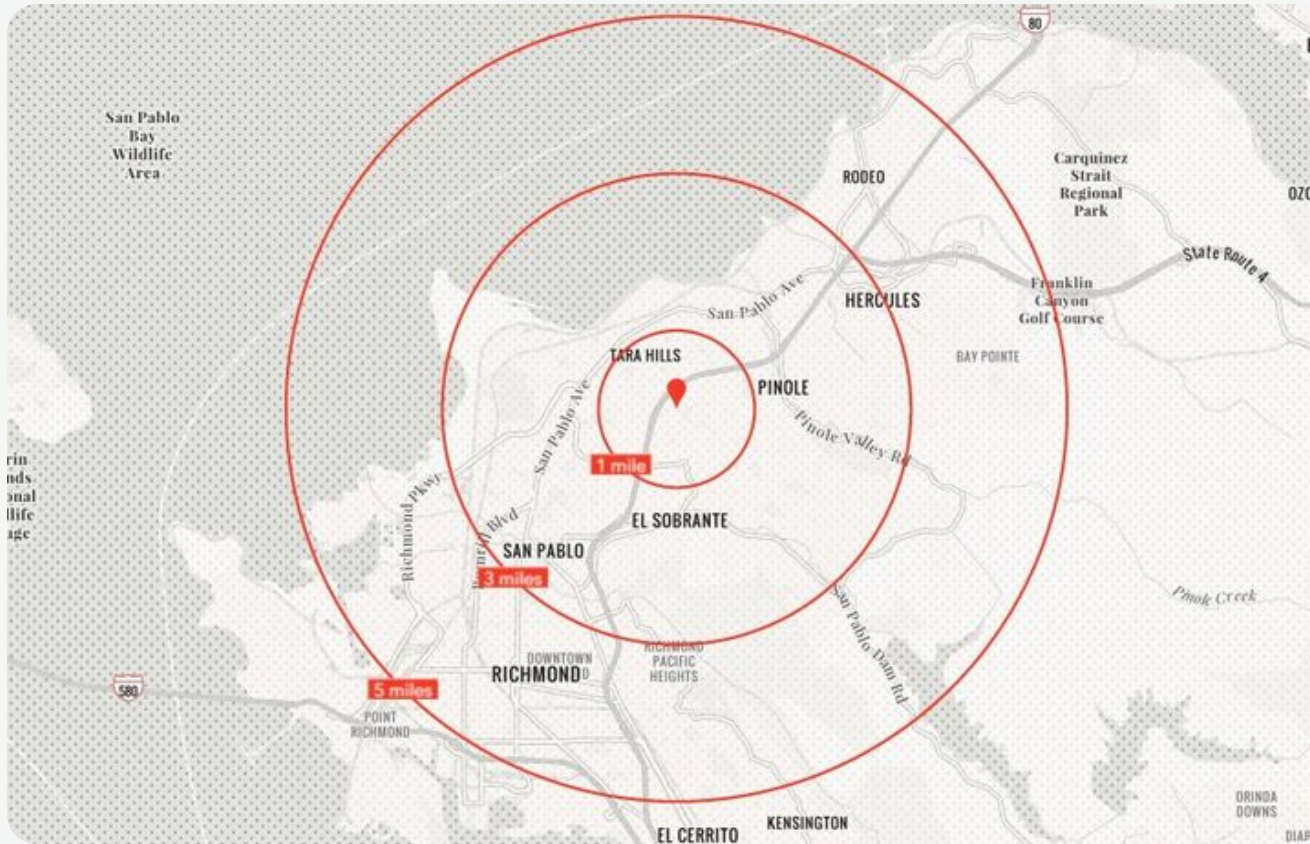 80
San Pablo
Bay
Wildlife
Area
Carquinez
Strait
Regional
Park
RODEO
State Route 4
HERCULES
Franklin
Canyon
Golf Course
San Pablo Ave
TARA HILLS
BAY POINTE
PINOLE
San Pablo Ave
Pinole Valley Rd
1 mile
Richmond Pkwy
EL SOBRANTE
Blvd
SAN PABLO
3 miles
San Pablo Dam Rd
Pinole Creek
DOWNTOWN
RICHMOND
RICHMOND
PACIFIC
HEIGHTS
580
5 miles
POINT
RICHMOND
ORINDA
DOWNS
KENSINGTON
EL CERRITO